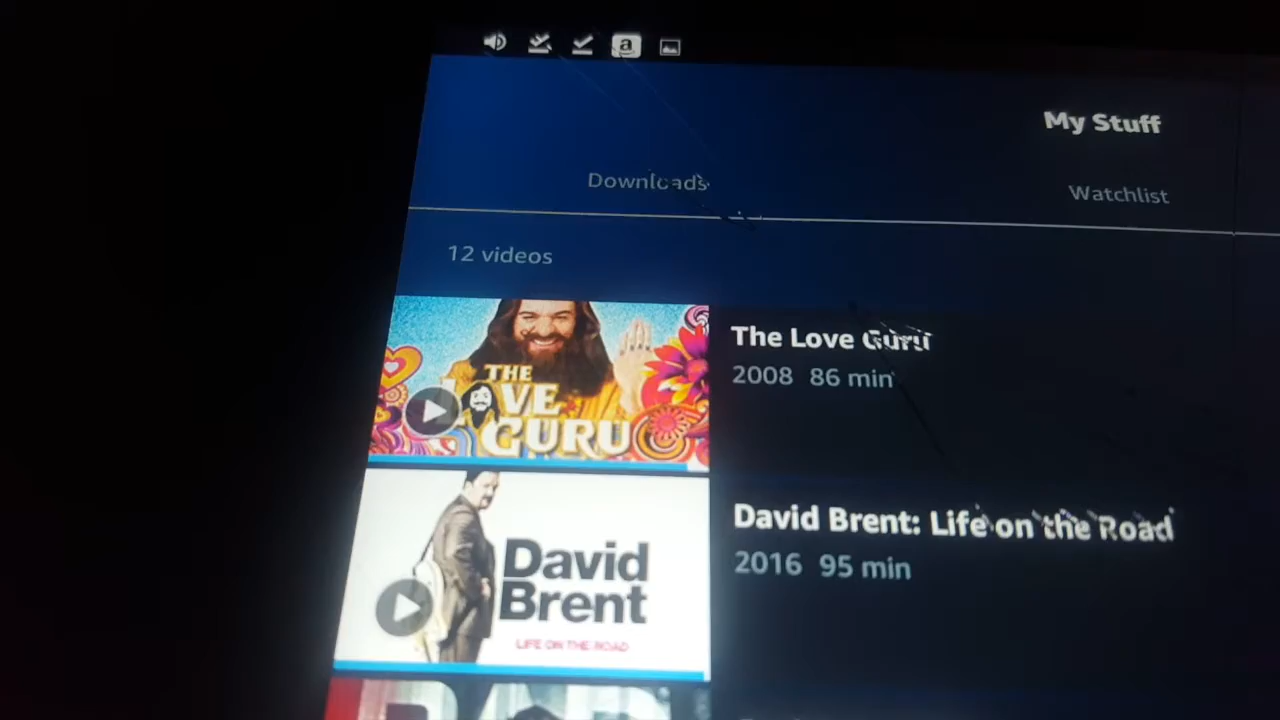 My Stuff
Downloads
Watchlist
12 videos
THE
LOVE
GURU
The Love Guru
2008 86 min
David
Brent
LIFE ON THE ROAD
David Brent: Life on the Road
2016 95 min